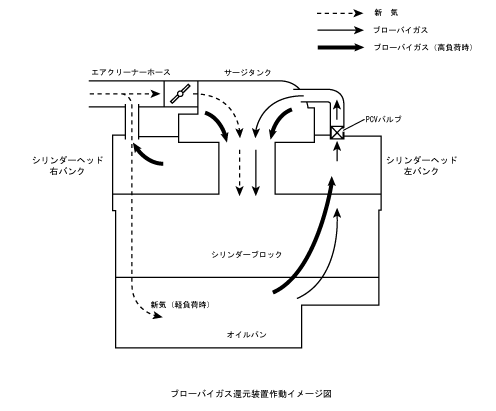 新　気
ブローバイガス
ブローバイガス（高負荷時）
エアクリーナーホース
サージタンク
PCVバルブ
シリンダーヘッド
右バンク
シリンダーヘッド
左バンク
シリンダーブロック
新気（軽負荷時）
オイルパン
ブローバイガス還元装置作動イメージ図